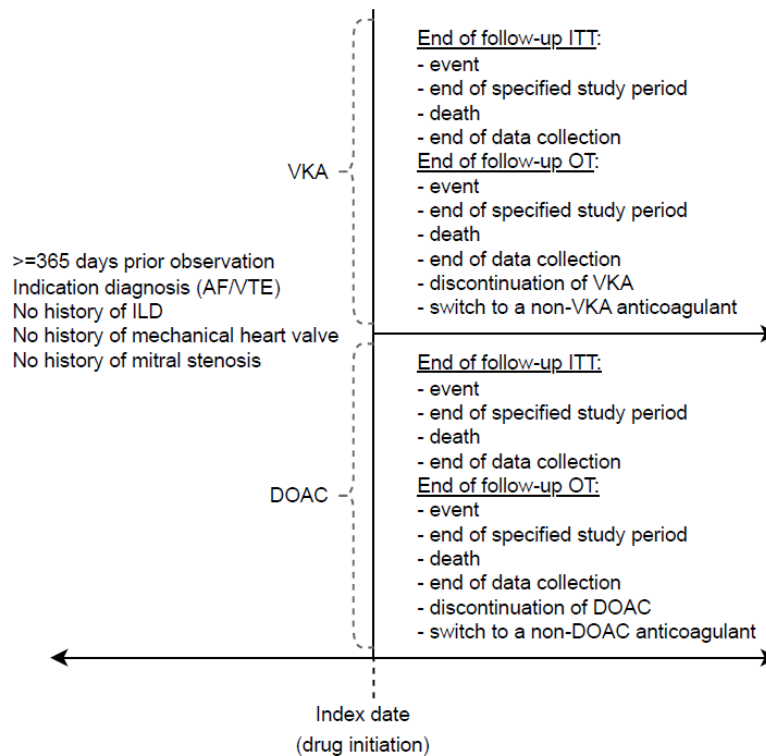 End of follow-up ITT:
- event
- end of specified study period
- death
- end of data collection
End of follow-up OT:
- event
- end of specified study period
- death
- end of data collection
- discontinuation of VKA
- switch to a non-VKA anticoagulant
VKA
>=365 days prior observation
Indication diagnosis (AF/VTE)
No history of ILD
No history of mechanical heart valve
No history of mitral stenosis
End of follow-up ITT:
- event
- end of specified study period
- death
- end of data collection
End of follow-up OT:
- event
- end of specified study period
- death
- end of data collection
- discontinuation of DOAC
- switch to a non-DOAC anticoagulant
DOAC
Index date
(drug initiation)